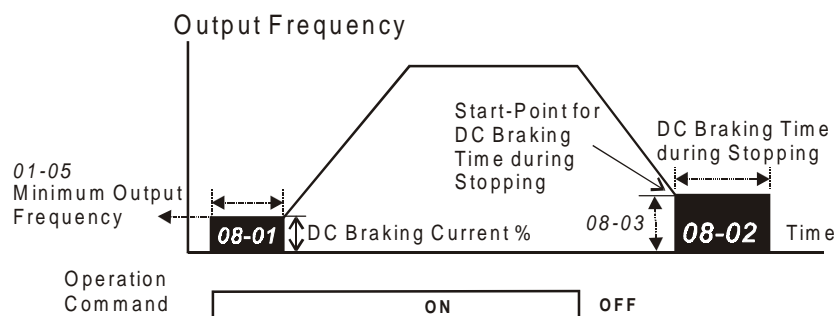 Output Frequency
01-05
Minimum Output
Frequency
08-01
DC Braking Current %
Start-Point for
DC Braking
Time during
Stopping
08-03
DC Braking Time
during Stopping
08-02
Time
Operation
Command
ON
OFF